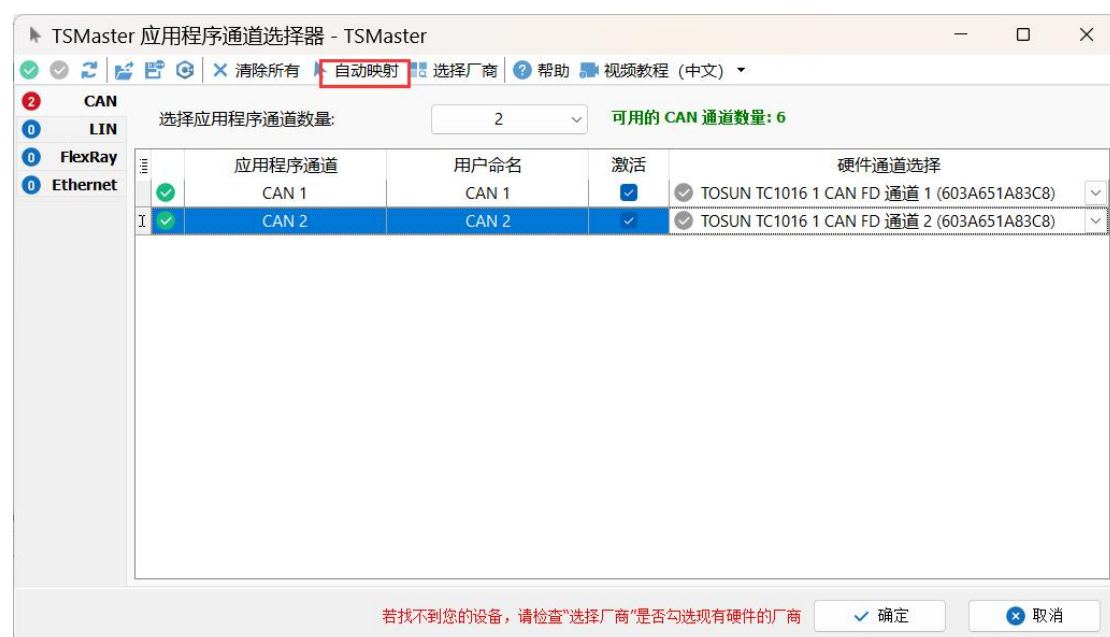 TSMaster 应用程序通道选择器 - TSMaster
清除所有 自动映射 选择厂商 帮助 视频教程 (中文)
2 CAN
0 LIN
0 FlexRay
0 Ethernet
选择应用程序通道数量: 2 可用的 CAN 通道数量: 6
应用程序通道 用户命名 激活 硬件通道选择
CAN 1 CAN 1 TOSUN TC1016 1 CAN FD 通道 1 (603A651A83C8)
CAN 2 CAN 2 TOSUN TC1016 1 CAN FD 通道 2 (603A651A83C8)
若找不到您的设备，请检查"选择厂商"是否勾选现有硬件的厂商 确定 取消